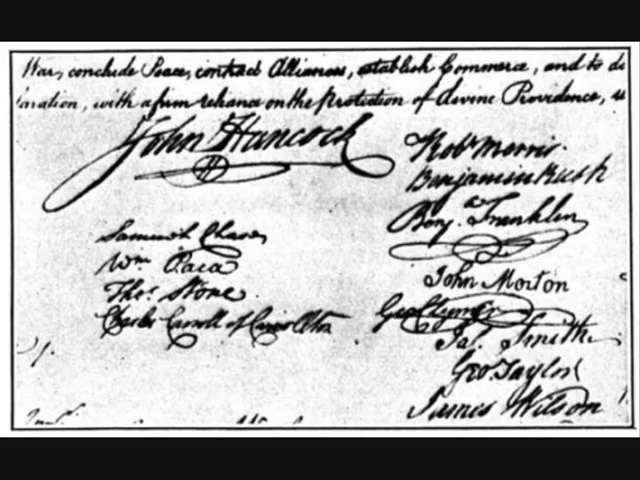 War, conclude Peace, contract Alliances, establish Commerce, and to do
laration, with a firm reliance on the Protection of divine Providence,
John Hancock
Samuel Chase
Wm. Paca
Thos. Stone
Charles Carroll of Carrollton
Robt. Morris
Benjamin Rush
Benj. Franklin
John Morton
Geo Clymer
Jas. Smith
Geo. Taylor
James Wilson